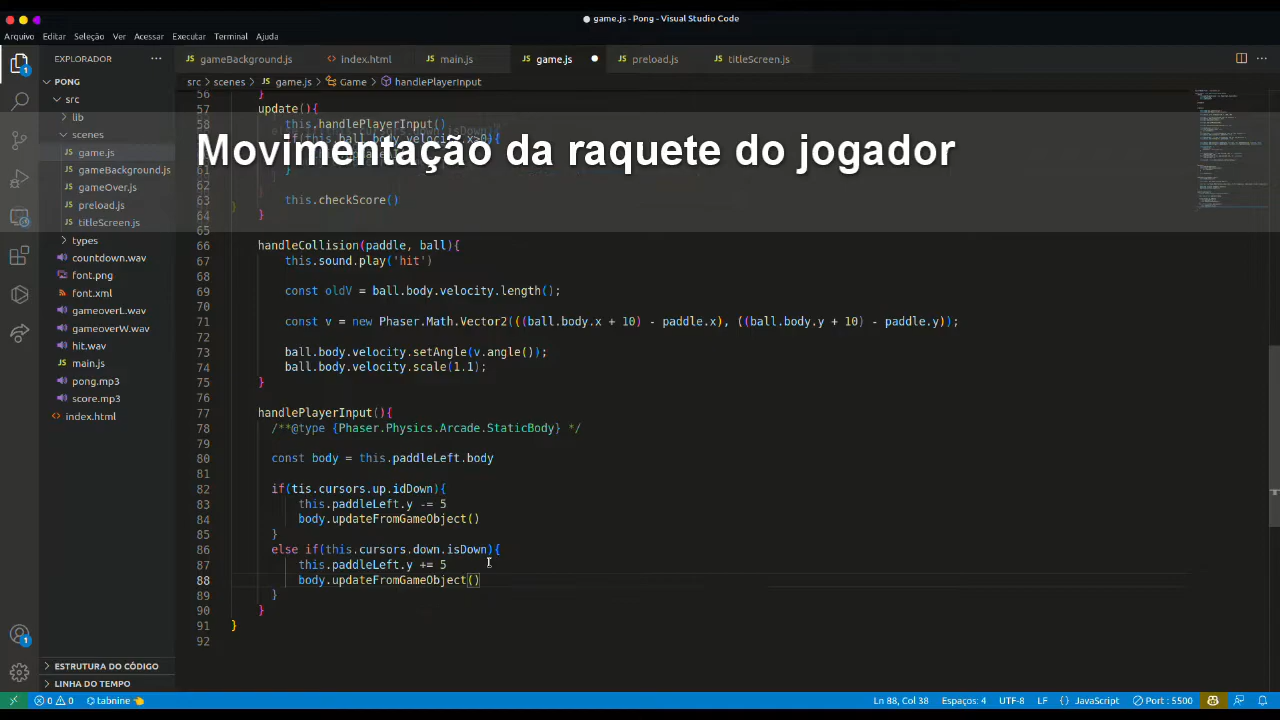 game.js - Pong - Visual Studio Code
Arquivo Editar Seleção Ver Acessar Executar Terminal Ajuda
EXPLORADOR
gameBackground.js index.html main.js game.js preload.js titleScreen.js
src > scenes > game.js > Game > handlePlayerInput
PONG
src
lib
scenes
game.js
gameBackground.js
gameOver.js
preload.js
titleScreen.js
types
countdown.wav
font.png
font.xml
gameoverL.wav
gameoverW.wav
hit.wav
main.js
pong.mp3
score.mp3
index.html
ESTRUTURA DO CÓDIGO
LINHA DO TEMPO
Movimentação da raquete do jogador
56 }
57 update(){
this.handlePlayerInput()
61 }
62
63 this.checkScore()
64 }
65
66 handleCollision(paddle, ball){
67 this.sound.play('hit')
68
69 const oldV = ball.body.velocity.length();
70
71 const v = new Phaser.Math.Vector2(((ball.body.x + 10) - paddle.x), ((ball.body.y + 10) - paddle.y));
72
73 ball.body.velocity.setAngle(v.angle());
74 ball.body.velocity.scale(1.1);
75 }
76
77 handlePlayerInput(){
78 /**@type {Phaser.Physics.Arcade.StaticBody} */
79
80 const body = this.paddleLeft.body
81
82 if(tis.cursors.up.idDown){
83 this.paddleLeft.y -= 5
84 body.updateFromGameObject()
85 }
86 else if(this.cursors.down.isDown){
87 this.paddleLeft.y += 5
88 body.updateFromGameObject()
89 }
90 }
91 }
92
0 0 tabnine
Ln 88, Col 38 Espaços: 4 UTF-8 LF {} JavaScript Port : 5500